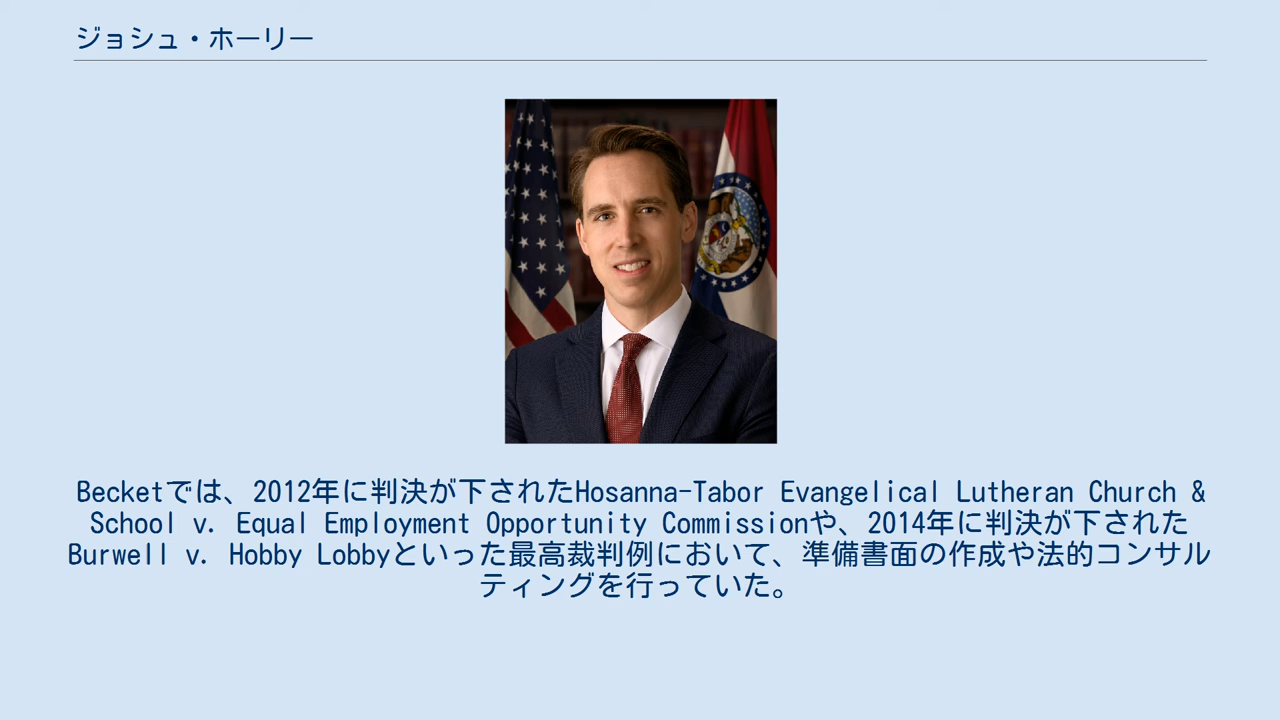 ジョシュ・ホーリー
Becketでは、2012年に判決が下されたHosanna-Tabor Evangelical Lutheran Church &
School v. Equal Employment Opportunity Commissionや、2014年に判決が下された
Burwell v. Hobby Lobbyといった最高裁判例において、準備書面の作成や法的コンサル
ティングを行っていた。